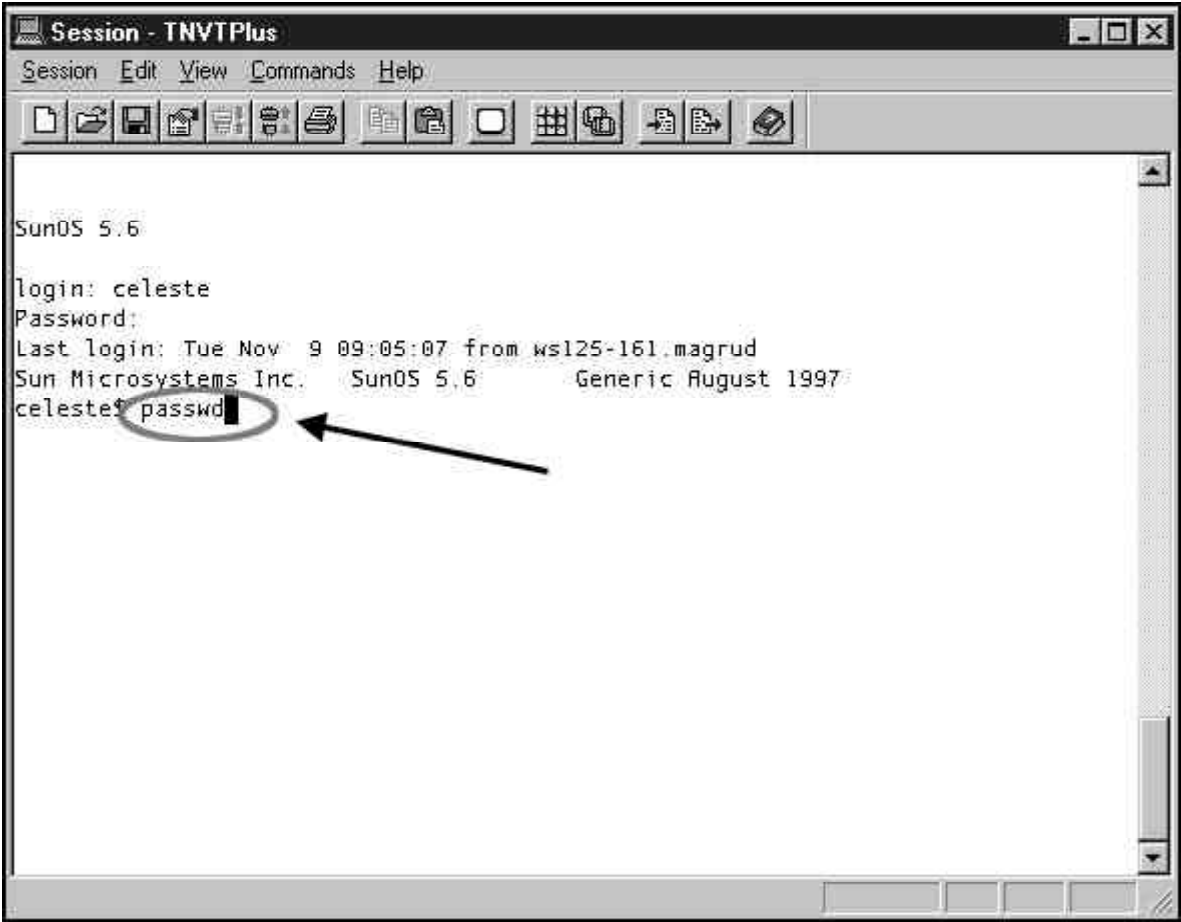 Session - TNVTPlus
Session Edit View Commands Help
SunOS 5.6
login: celeste
Password:
Last login: Tue Nov  9 09:05:07 from ws125-161.magrud
Sun Microsystems Inc.   SunOS 5.6       Generic August 1997
celeste$ passwd